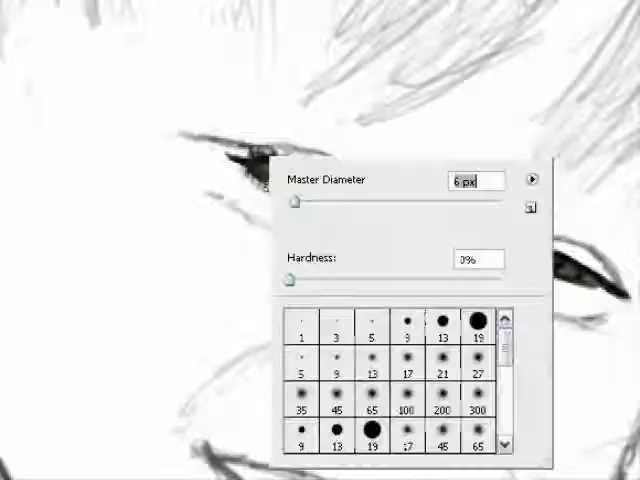 Master Diameter 6 px
Hardness: 0%
1 3 5 9 13 19
5 9 13 17 21 27
35 45 65 100 200 300
9 13 19 17 45 65